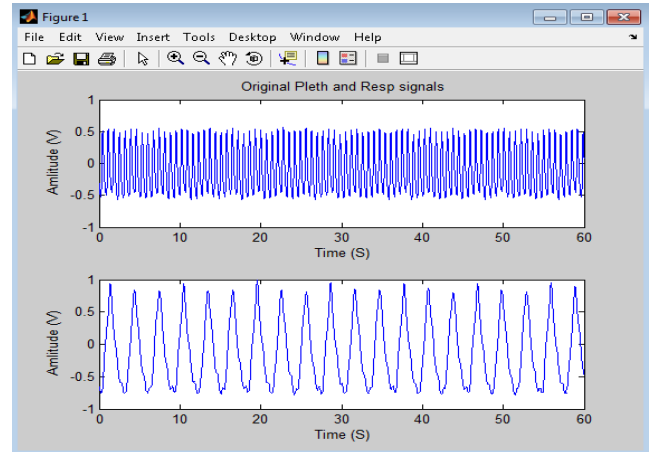 Figure 1
File Edit View Insert Tools Desktop Window Help
Original Pleth and Resp signals
1
0.5
0
-0.5
-1
Amlitude (V)
0 10 20 30 40 50 60
Time (S)
1
0.5
0
-0.5
-1
Amlitude (V)
0 10 20 30 40 50 60
Time (S)